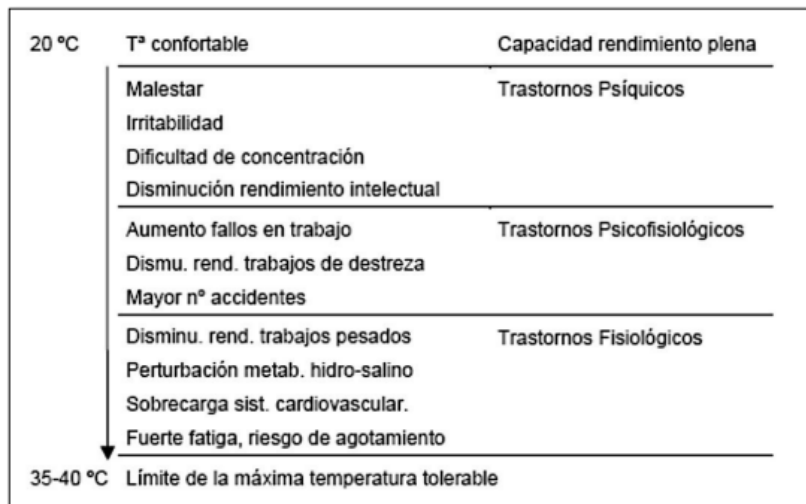 20 ºC Tª confortable Capacidad rendimiento plena
Malestar Trastornos Psíquicos
Irritabilidad
Dificultad de concentración
Disminución rendimiento intelectual
Aumento fallos en trabajo Trastornos Psicofisiológicos
Dismu. rend. trabajos de destreza
Mayor nº accidentes
Disminu. rend. trabajos pesados Trastornos Fisiológicos
Perturbación metab. hidro-salino
Sobrecarga sist. cardiovascular.
Fuerte fatiga, riesgo de agotamiento
35-40 ºC Límite de la máxima temperatura tolerable